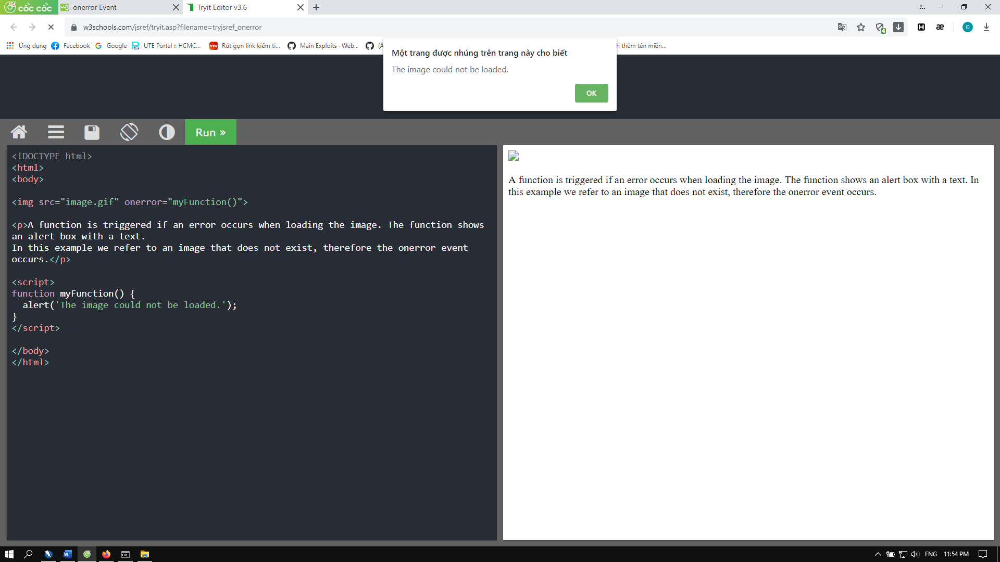 cốc cốc
onerror Event
Tryit Editor v3.6
w3schools.com/jsref/tryit.asp?filename=tryjsref_onerror
4
Đ
Ứng dụng
Facebook
Google
UTE Portal :: HCMC...
Rút gọn link kiếm ti...
Main Exploits · Web...
(A
h thêm tên miền...
Một trang được nhúng trên trang này cho biết
The image could not be loaded.
OK
Run »
<!DOCTYPE html>
<html>
<body>
<img src="image.gif" onerror="myFunction()">
<p>A function is triggered if an error occurs when loading the image. The function shows
an alert box with a text.
In this example we refer to an image that does not exist, therefore the onerror event
occurs.</p>
<script>
function myFunction() {
  alert('The image could not be loaded.');
}
</script>
</body>
</html>
A function is triggered if an error occurs when loading the image. The function shows an alert box with a text. In
this example we refer to an image that does not exist, therefore the onerror event occurs.
ENG
11:54 PM